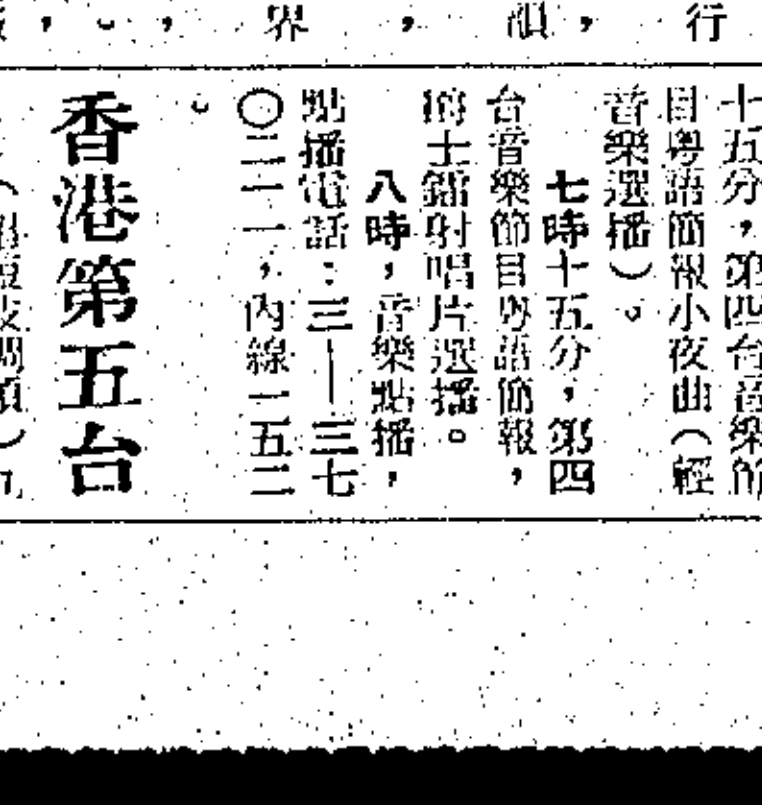 行
界
十五分，第四台音樂節
目粵語簡報小夜曲（輕
音樂選播）。
七時十五分，第四
台音樂節目粵語簡報，
的士鐳射唱片選播。
八時，音樂點播，
點播電話：三—三七
〇二一一，內線二五二
。
香港第五台